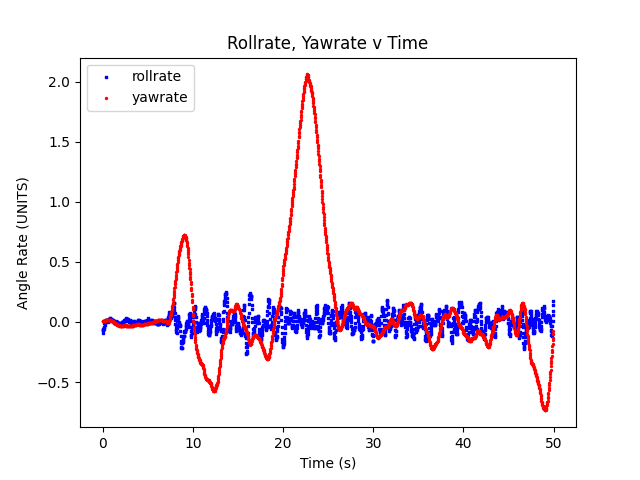 Rollrate, Yawrate v Time
rollrate
yawrate
2.0
1.5
1.0
0.5
0.0
−0.5
Angle Rate (UNITS)
0 10 20 30 40 50
Time (s)